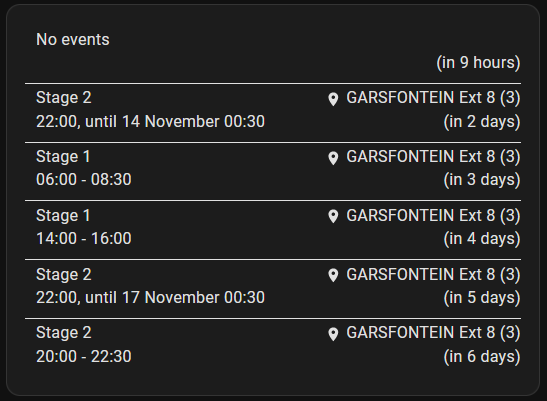 No events
(in 9 hours)
Stage 2 GARSFONTEIN Ext 8 (3)
22:00, until 14 November 00:30 (in 2 days)
Stage 1 GARSFONTEIN Ext 8 (3)
06:00 - 08:30 (in 3 days)
Stage 1 GARSFONTEIN Ext 8 (3)
14:00 - 16:00 (in 4 days)
Stage 2 GARSFONTEIN Ext 8 (3)
22:00, until 17 November 00:30 (in 5 days)
Stage 2 GARSFONTEIN Ext 8 (3)
20:00 - 22:30 (in 6 days)